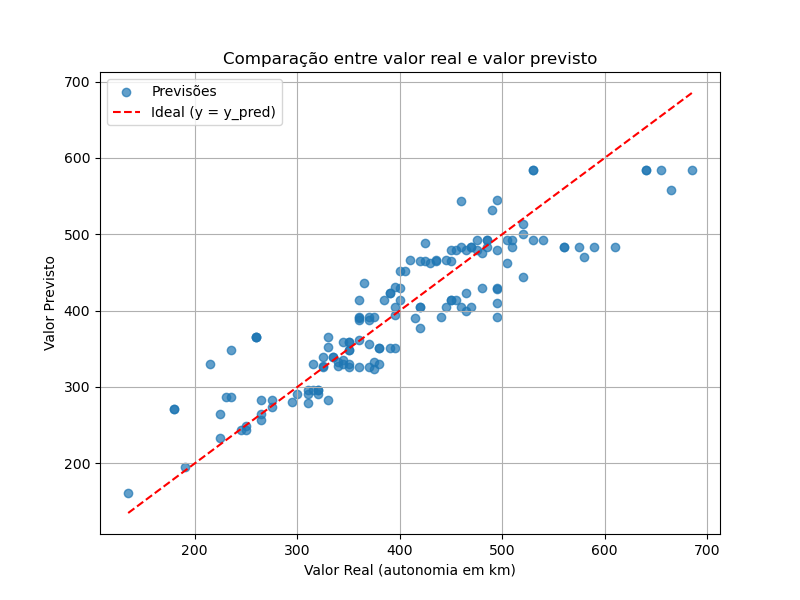 Comparação entre valor real e valor previsto
Previsões
Ideal (y = y_pred)
Valor Previsto
700
600
500
400
300
200
200 300 400 500 600 700
Valor Real (autonomia em km)